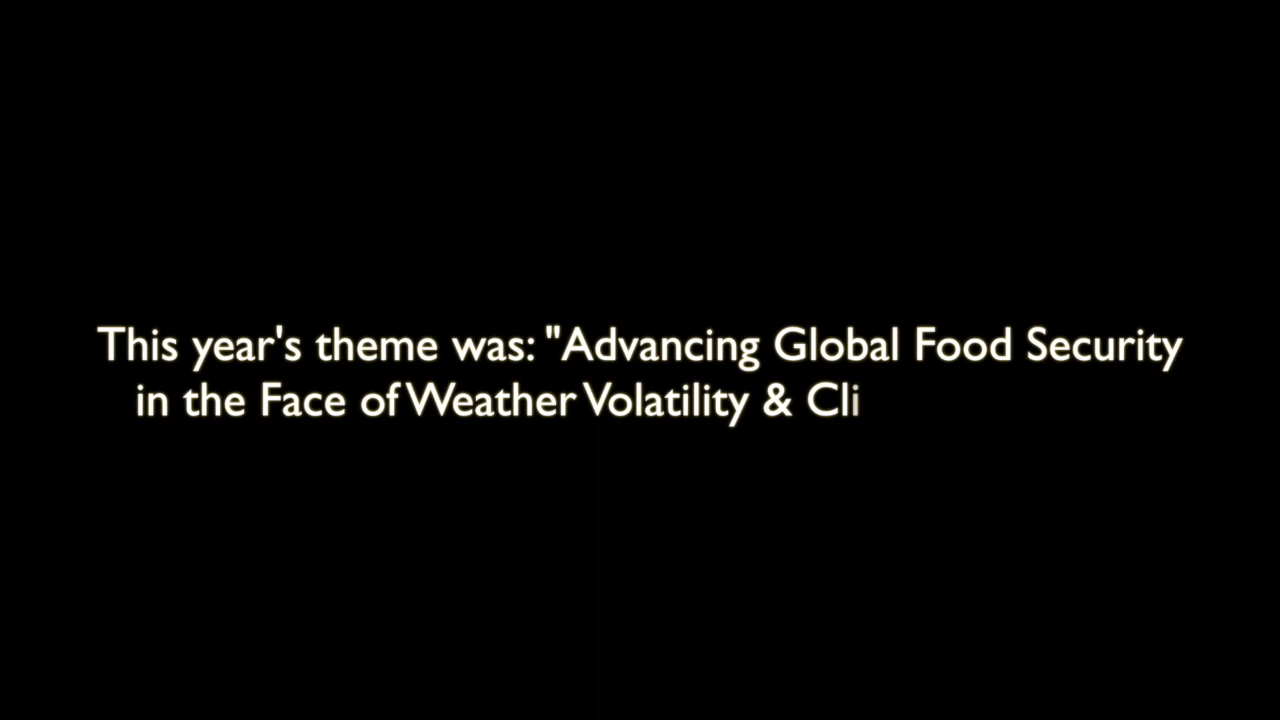 This year's theme was: "Advancing Global Food Security
in the Face of Weather Volatility & Cli